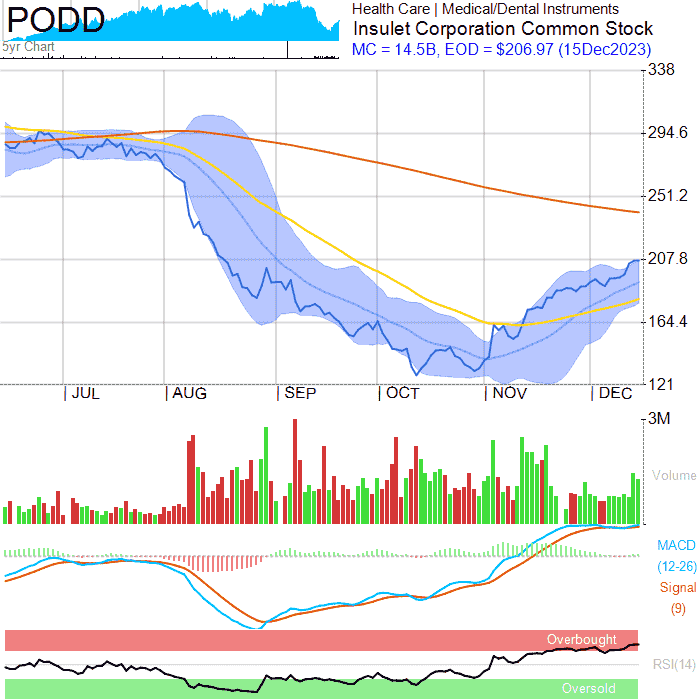 PODD
5yr Chart
Health Care | Medical/Dental Instruments
Insulet Corporation Common Stock
MC = 14.5B, EOD = $206.97 (15Dec2023)
338
294.6
251.2
207.8
164.4
121
JUL
AUG
SEP
OCT
NOV
DEC
3M
Volume
MACD
(12-26)
Signal
(9)
Overbought
RSI(14)
Oversold